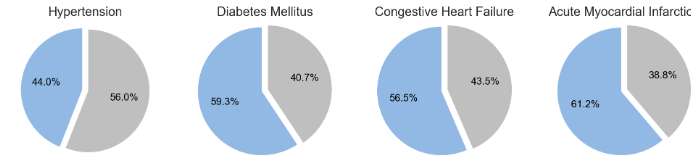 Hypertension
Diabetes Mellitus
Congestive Heart Failure
Acute Myocardial Infarctio
44.0%
56.0%
59.3%
40.7%
56.5%
43.5%
61.2%
38.8%